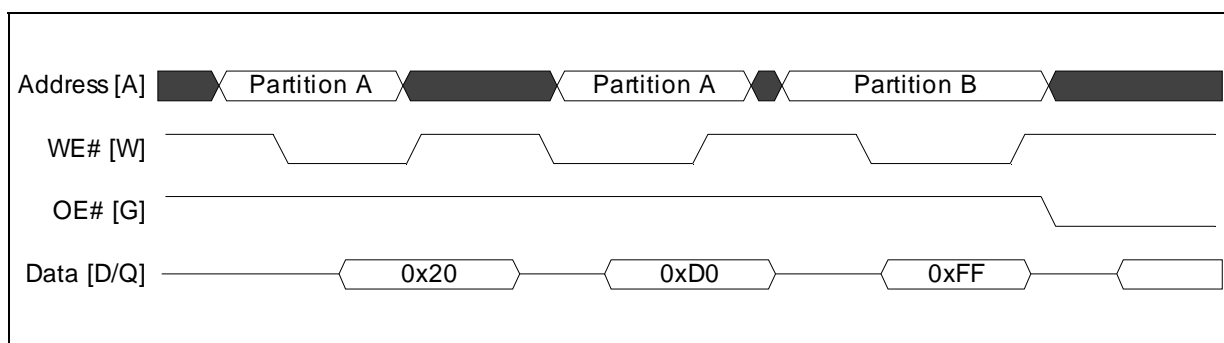 Address [A] Partition A Partition A Partition B
WE# [W]
OE# [G]
Data [D/Q] 0x20 0xD0 0xFF